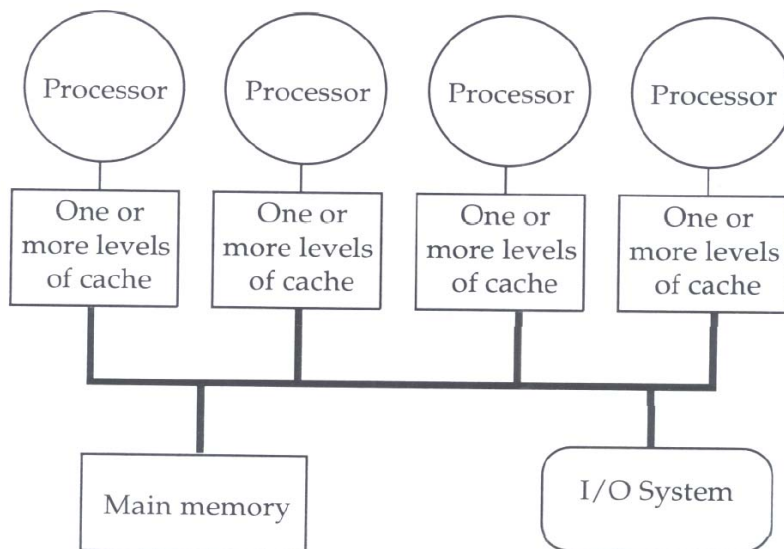 Processor
Processor
Processor
Processor
One or
more levels
of cache
One or
more levels
of cache
One or
more levels
of cache
One or
more levels
of cache
Main memory
I/O System